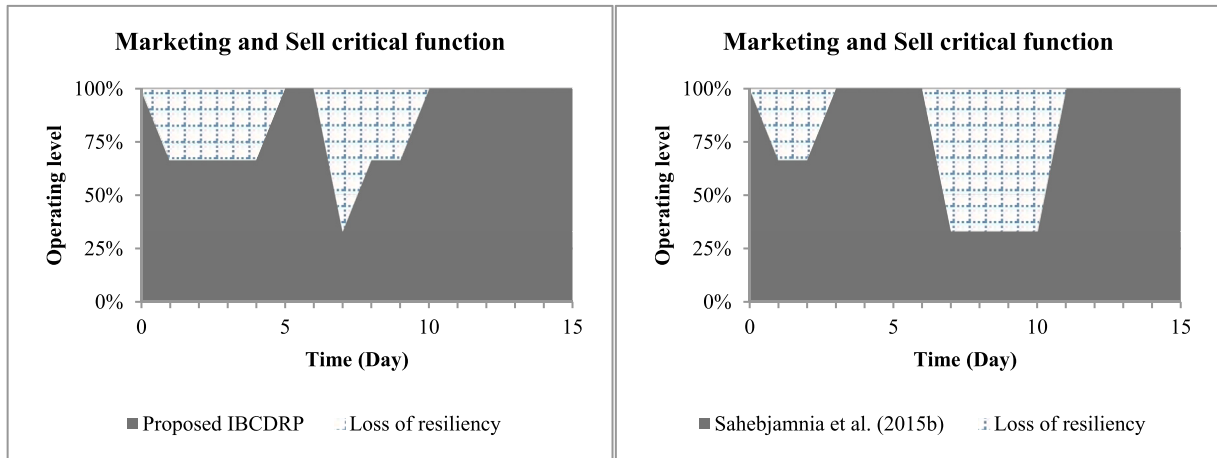 Marketing and Sell critical function
100%
75%
50%
25%
0%
Operating level
0 5 10 15
Time (Day)
Proposed IBCDRP Loss of resiliency
Marketing and Sell critical function
100%
75%
50%
25%
0%
Operating level
0 5 10 15
Time (Day)
Sahebjamnia et al. (2015b) Loss of resiliency